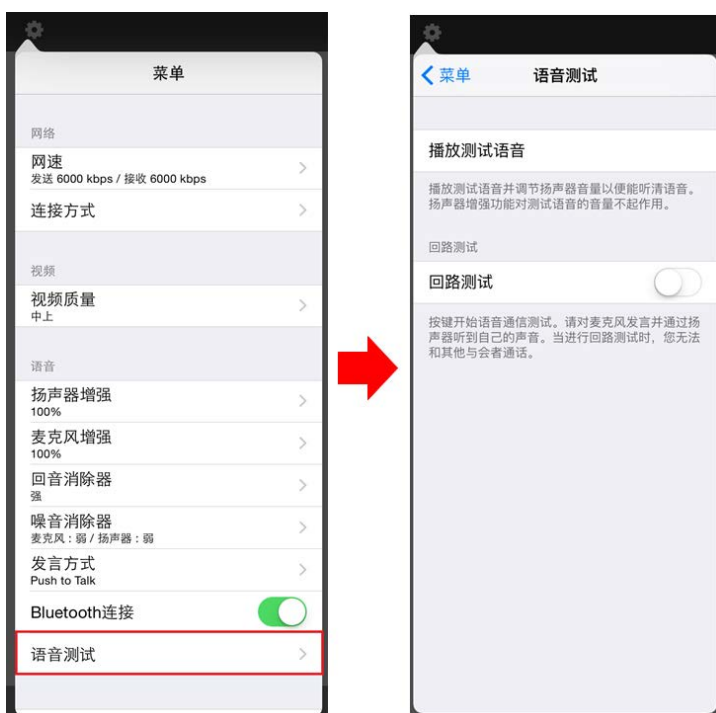 菜单
网络
网速
发送 6000 kbps / 接收 6000 kbps
连接方式
视频
视频质量
中上
语音
扬声器增强
100%
麦克风增强
100%
回音消除器
强
噪音消除器
麦克风：弱 / 扬声器：弱
发言方式
Push to Talk
Bluetooth连接
语音测试
菜单
语音测试
播放测试语音
播放测试语音并调节扬声器音量以便能听清语音。
扬声器增强功能对测试语音的音量不起作用。
回路测试
回路测试
按键开始语音通信测试。请对麦克风发言并通过扬
声器听到自己的声音。当进行回路测试时，您无法
和其他与会者通话。